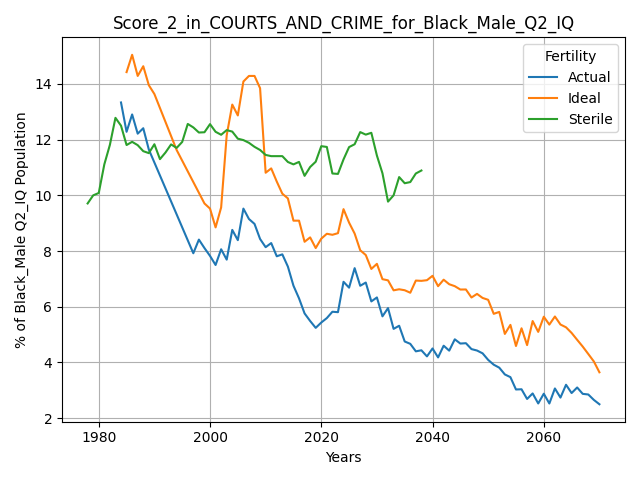 Score_2_in_COURTS_AND_CRIME_for_Black_Male_Q2_IQ
% of Black_Male Q2_IQ Population
14
12
10
8
6
4
2
Fertility
Actual
Ideal
Sterile
1980
2000
2020
2040
2060
Years